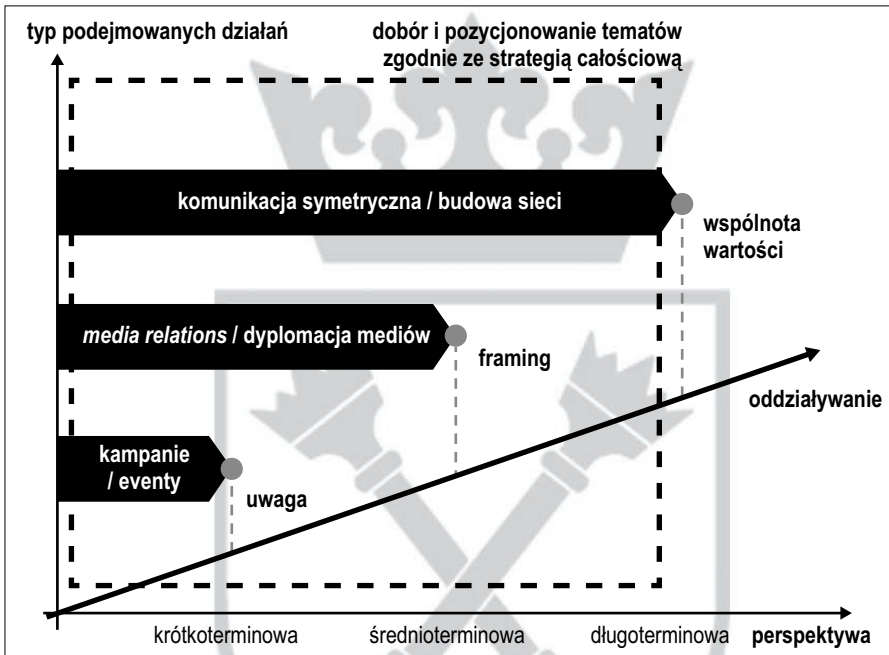 typ podejmowanych działań
dobór i pozycjonowanie tematów
zgodnie ze strategią całościową
komunikacja symetryczna / budowa sieci
wspólnota
wartości
media relations / dyplomacja mediów
framing
oddziaływanie
kampanie
/ eventy
uwaga
krótkoterminowa
średnioterminowa
długoterminowa
perspektywa